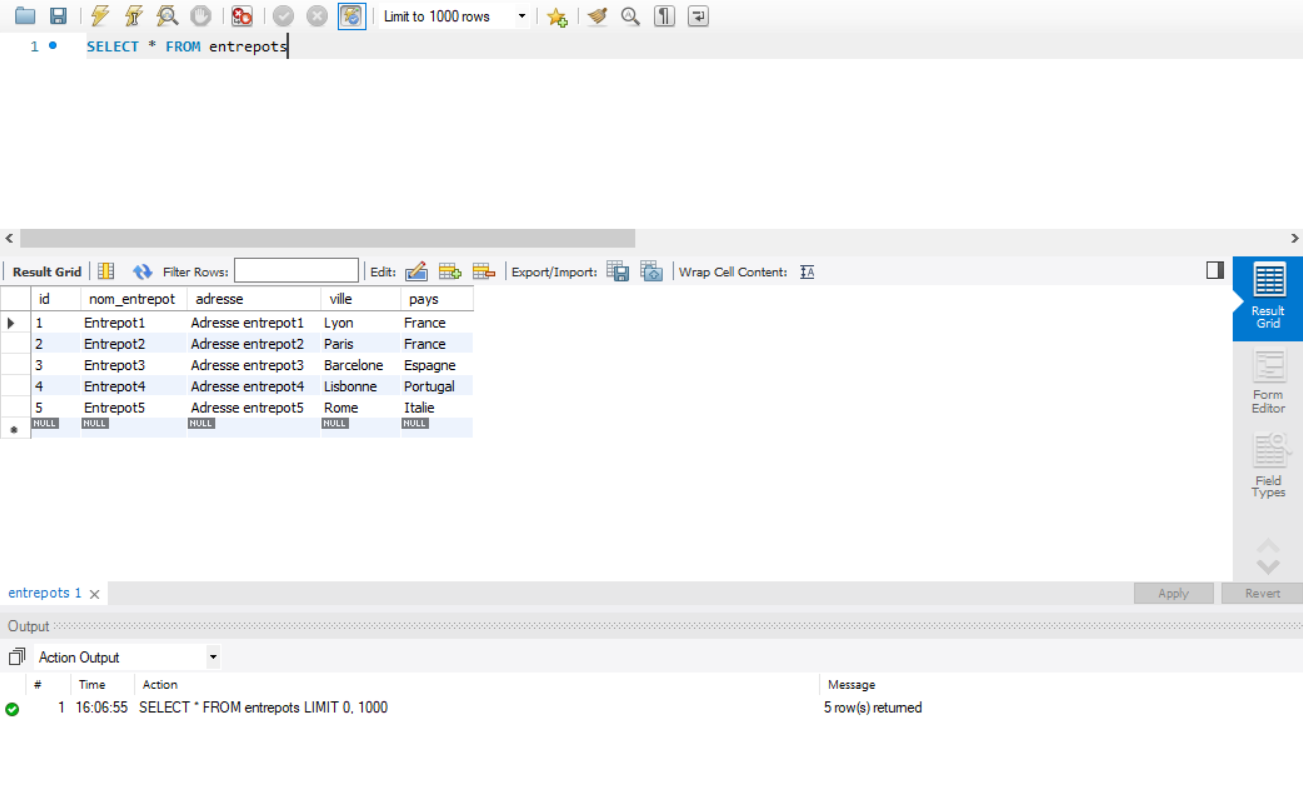 Limit to 1000 rows
1 SELECT * FROM entrepots
Result Grid Filter Rows: Edit: Export/Import: Wrap Cell Content:
id nom_entrepot adresse ville pays
1 Entrepot1 Adresse entrepot1 Lyon France
2 Entrepot2 Adresse entrepot2 Paris France
3 Entrepot3 Adresse entrepot3 Barcelone Espagne
4 Entrepot4 Adresse entrepot4 Lisbonne Portugal
5 Entrepot5 Adresse entrepot5 Rome Italie
NULL NULL NULL NULL NULL
Result
Grid
Form
Editor
Field
Types
entrepots 1
Apply Revert
Output
Action Output
# Time Action Message
1 16:06:55 SELECT * FROM entrepots LIMIT 0, 1000 5 row(s) returned